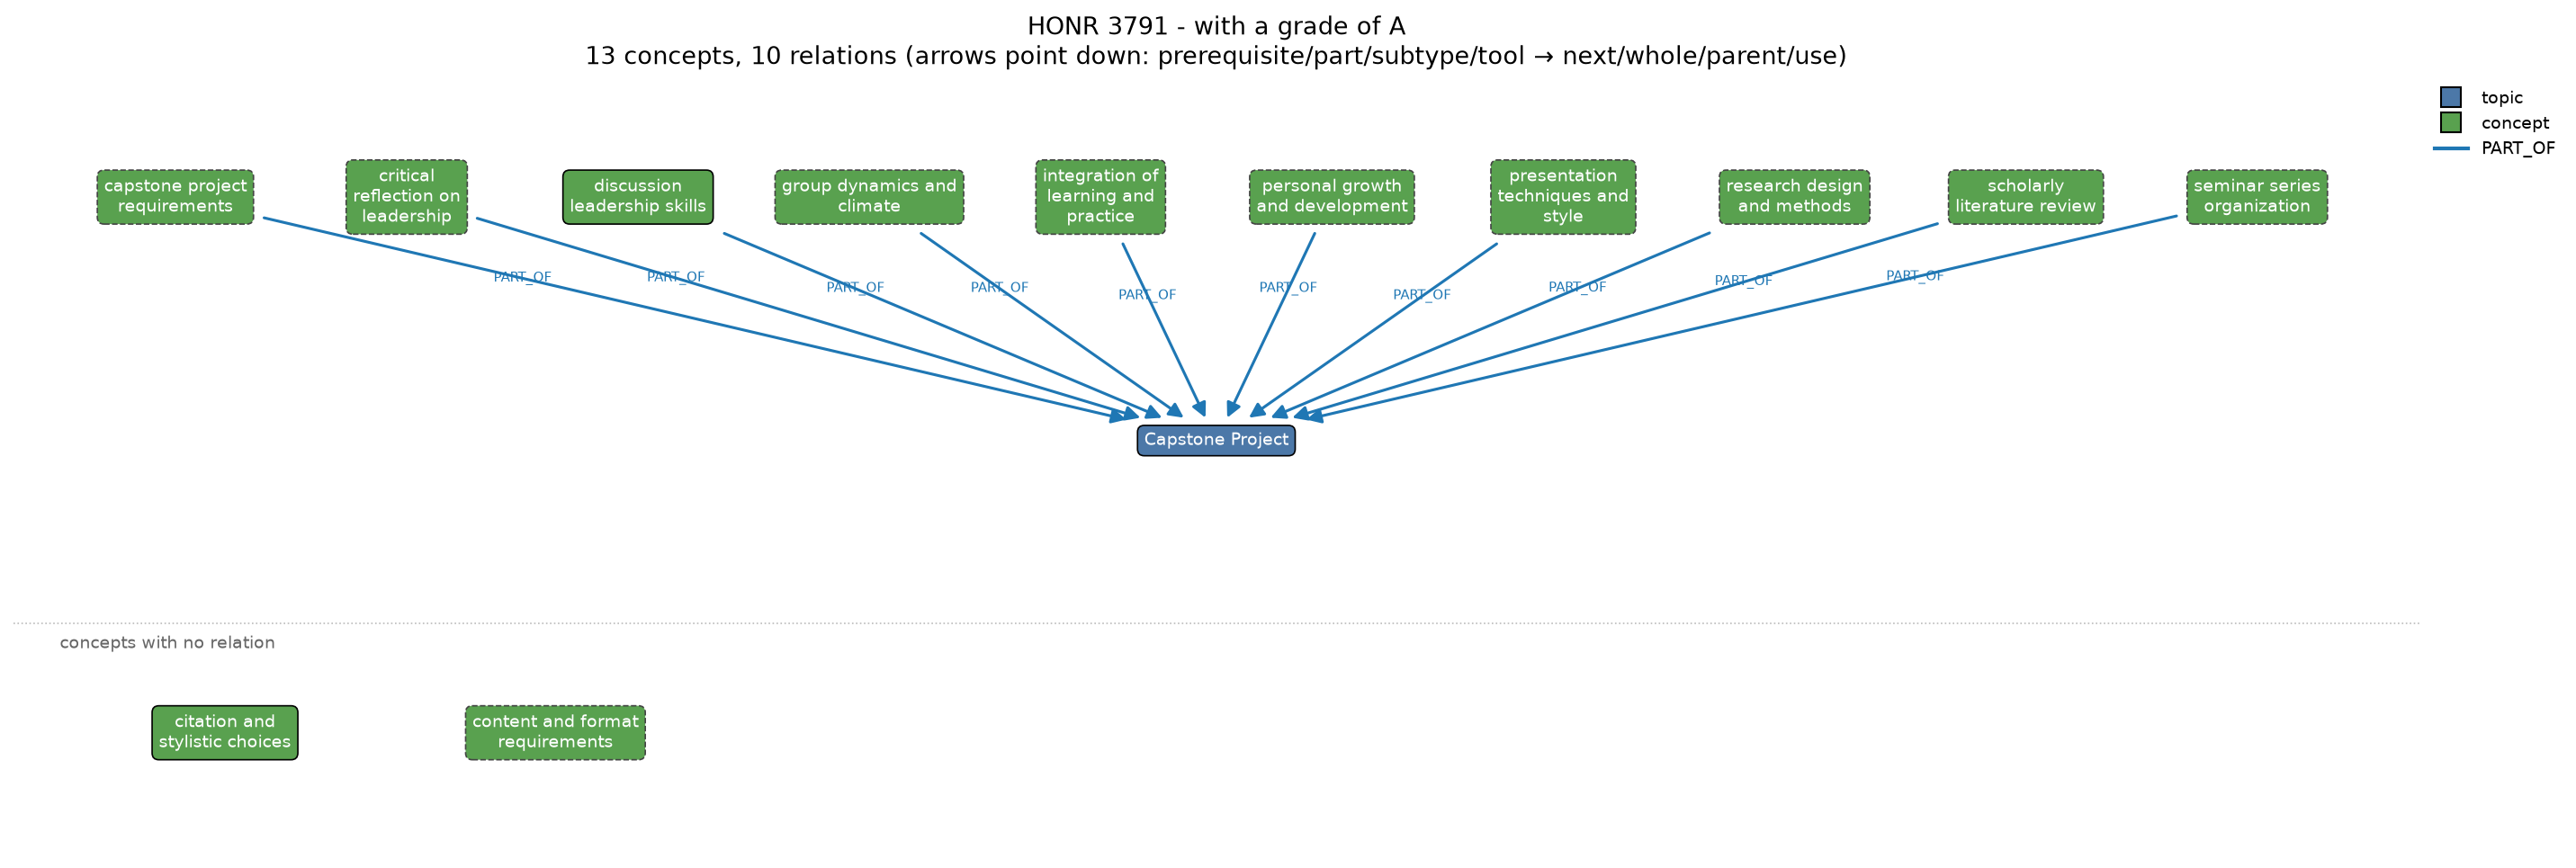 HONR 3791 - with a grade of A
13 concepts, 10 relations (arrows point down: prerequisite/part/subtype/tool → next/whole/parent/use)
topic
concept
PART_OF
capstone project
requirements
critical
reflection on
leadership
discussion
leadership skills
group dynamics and
climate
integration of
learning and
practice
personal growth
and development
presentation
techniques and
style
research design
and methods
scholarly
literature review
seminar series
organization
PART_OF
PART_OF
PART_OF
PART_OF
PART_OF
PART_OF
PART_OF
PART_OF
PART_OF
PART_OF
Capstone Project
concepts with no relation
citation and
stylistic choices
content and format
requirements